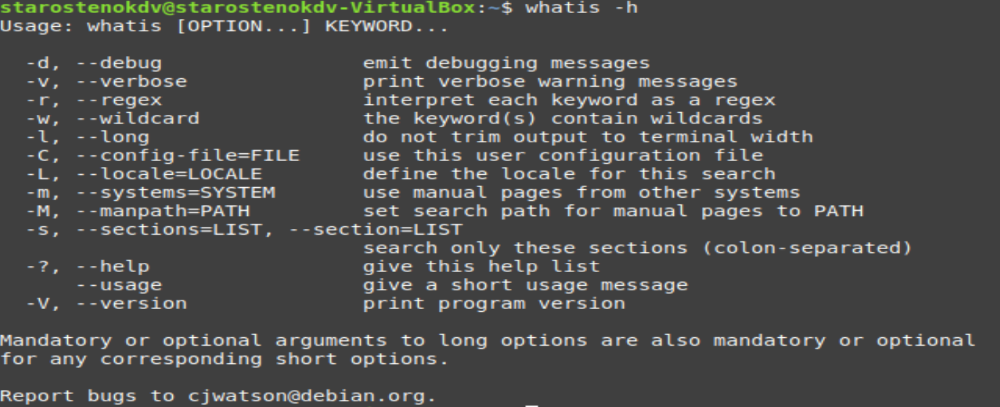 starostenokdv@starostenokdv-VirtualBox:~$ whatis -h
Usage: whatis [OPTION...] KEYWORD...

  -d, --debug                emit debugging messages
  -v, --verbose              print verbose warning messages
  -r, --regex                interpret each keyword as a regex
  -w, --wildcard             the keyword(s) contain wildcards
  -l, --long                 do not trim output to terminal width
  -C, --config-file=FILE     use this user configuration file
  -L, --locale=LOCALE        define the locale for this search
  -m, --systems=SYSTEM       use manual pages from other systems
  -M, --manpath=PATH         set search path for manual pages to PATH
  -s, --sections=LIST, --section=LIST
                             search only these sections (colon-separated)
  -?, --help                 give this help list
      --usage                give a short usage message
  -V, --version              print program version

Mandatory or optional arguments to long options are also mandatory or optional
for any corresponding short options.

Report bugs to cjwatson@debian.org.